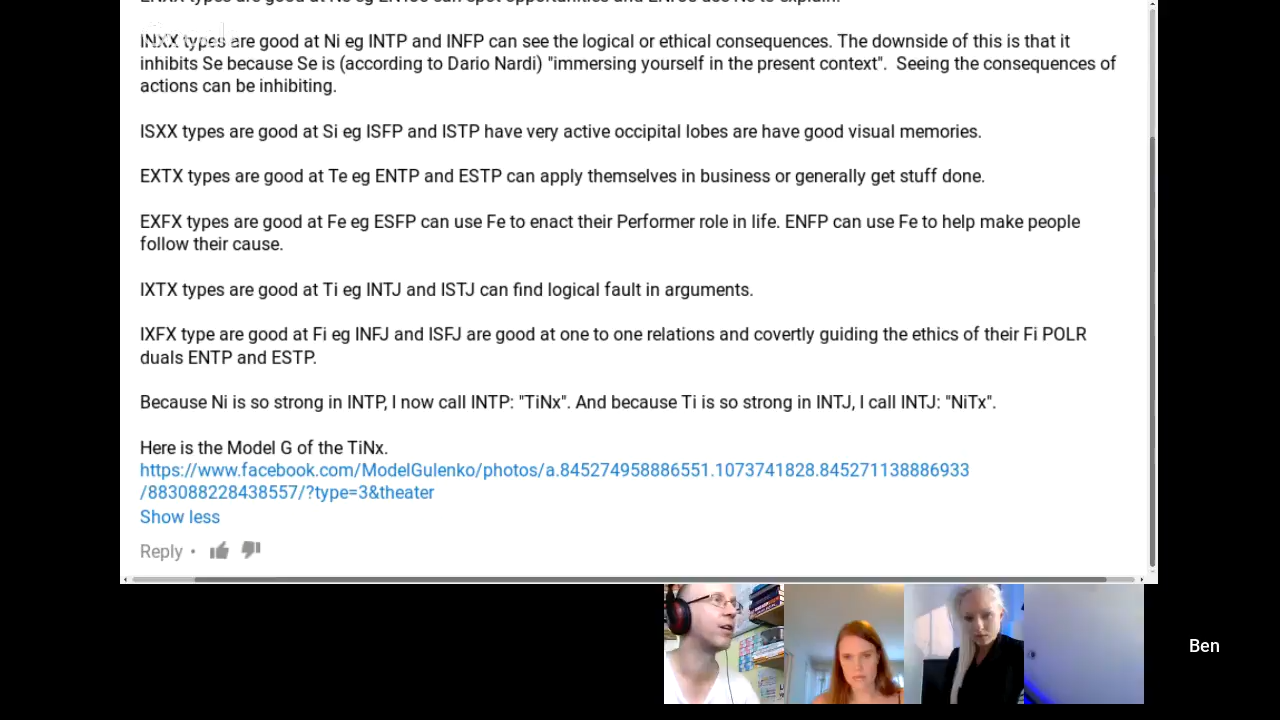 INXX types are good at Ni eg INTP and INFP can see the logical or ethical consequences. The downside of this is that it
inhibits Se because Se is (according to Dario Nardi) "immersing yourself in the present context".  Seeing the consequences of
actions can be inhibiting.
ISXX types are good at Si eg ISFP and ISTP have very active occipital lobes are have good visual memories.
EXTX types are good at Te eg ENTP and ESTP can apply themselves in business or generally get stuff done.
EXFX types are good at Fe eg ESFP can use Fe to enact their Performer role in life. ENFP can use Fe to help make people
follow their cause.
IXTX types are good at Ti eg INTJ and ISTJ can find logical fault in arguments.
IXFX type are good at Fi eg INFJ and ISFJ are good at one to one relations and covertly guiding the ethics of their Fi POLR
duals ENTP and ESTP.
Because Ni is so strong in INTP, I now call INTP: "TiNx". And because Ti is so strong in INTJ, I call INTJ: "NiTx".
Here is the Model G of the TiNx.
https://www.facebook.com/ModelGulenko/photos/a.845274958886551.1073741828.845271138886933
/883088228438557/?type=3&theater
Show less
Reply •
Ben